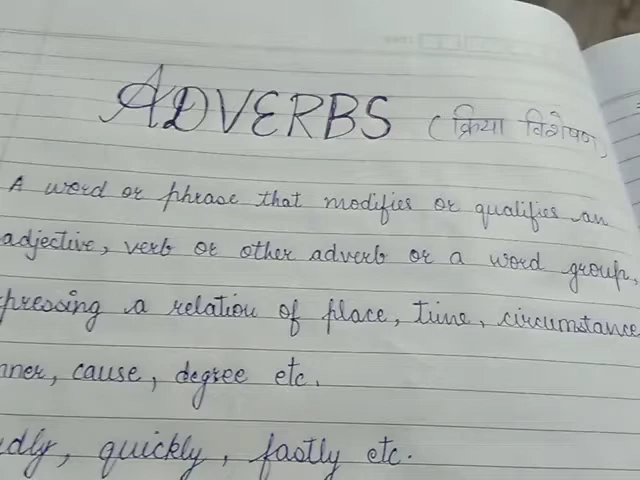 ADVERBS (क्रिया विशेषण)
A word or phrase that modifies or qualifies an
adjective, verb or other adverb or a word group,
pressing a relation of place, time, circumstance
nner, cause, degree etc.
dly, quickly, fastly etc.